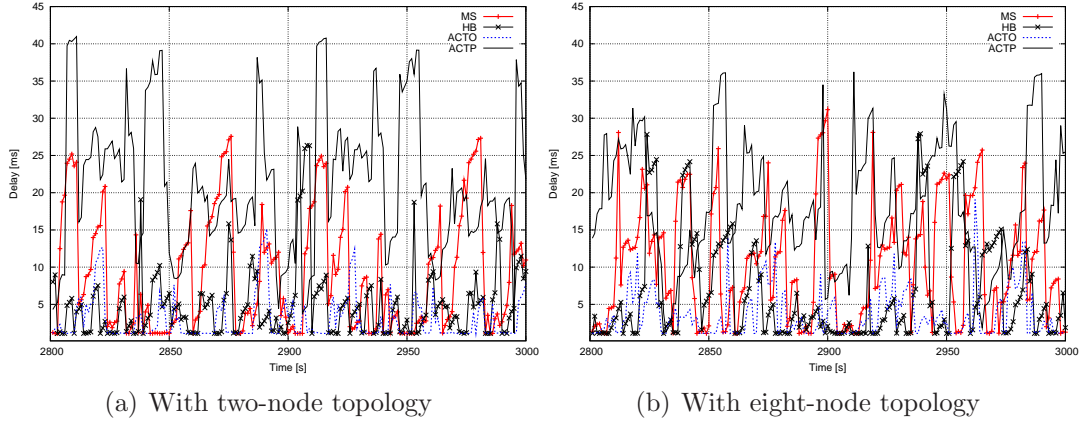 45
40
35
30
25
20
15
10
5
Delay [ms]
2800 2850 2900 2950 3000
Time [s]
MS
HB
ACTO
ACTP
(a) With two-node topology
45
40
35
30
25
20
15
10
5
Delay [ms]
2800 2850 2900 2950 3000
Time [s]
MS
HB
ACTO
ACTP
(b) With eight-node topology